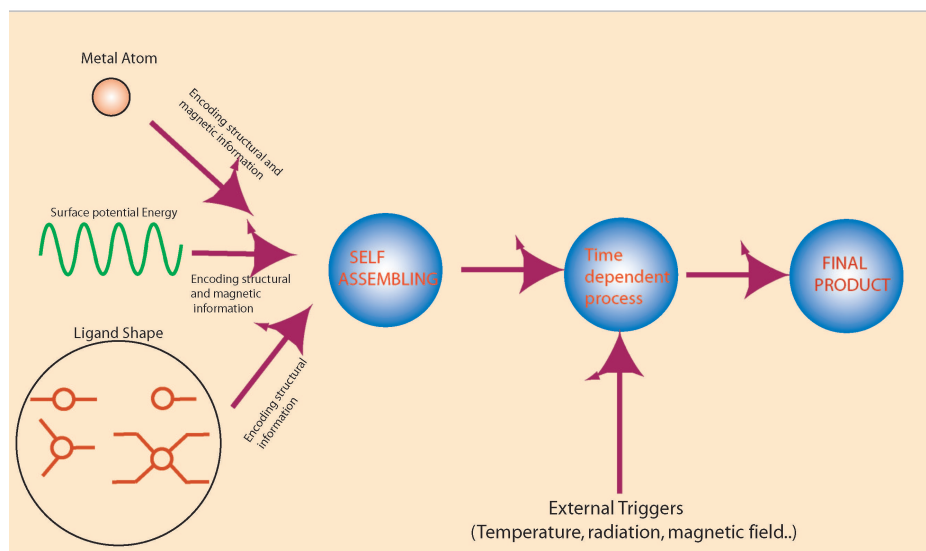 Metal Atom
Encoding structural and
magnetic information
Surface potential Energy
Encoding structural
and magnetic
information
Ligand Shape
Encoding structural
information
SELF
ASSEMBLING
Time
dependent
process
FINAL
PRODUCT
External Triggers
(Temperature, radiation, magnetic field..)